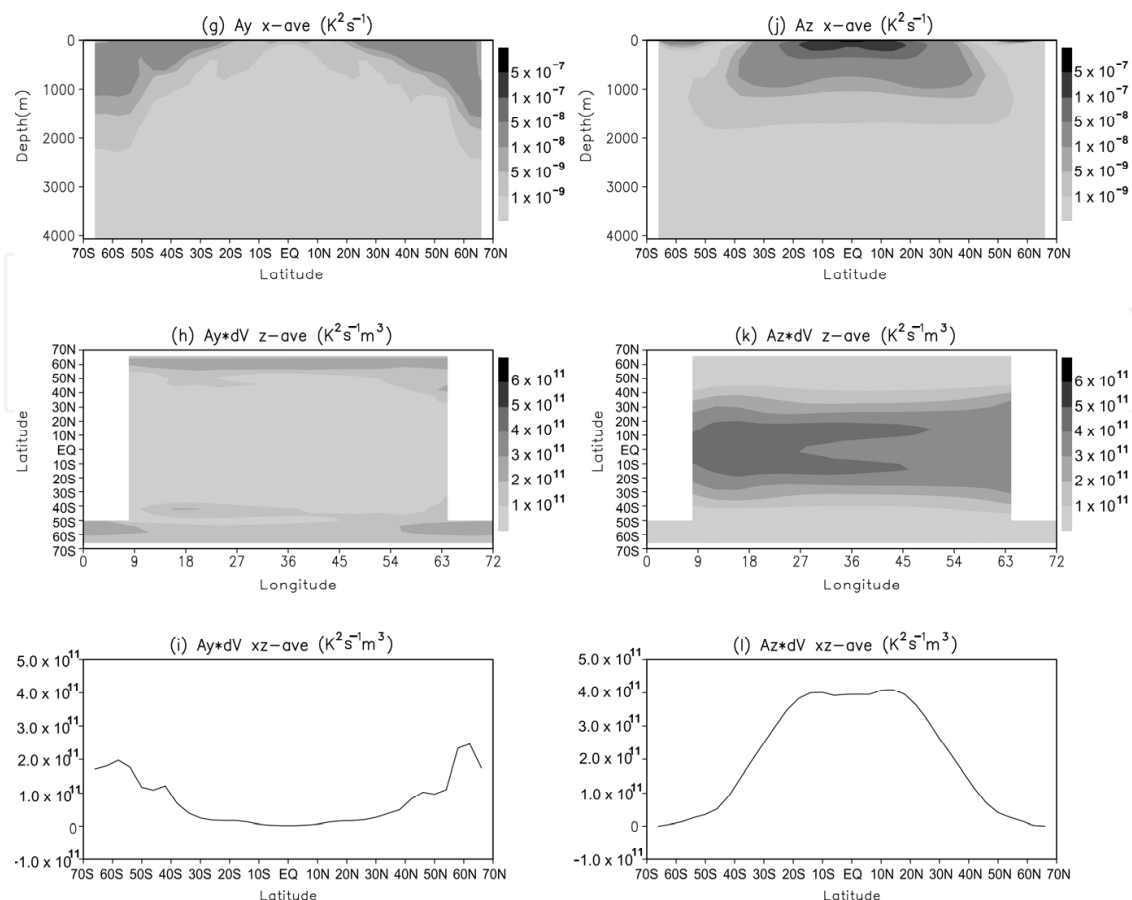 (g) Ay x-ave (K²s⁻¹)
0
1000
2000
3000
4000
Depth(m)
70S 60S 50S 40S 30S 20S 10S EQ 10N 20N 30N 40N 50N 60N 70N
Latitude
5 x 10⁻⁷
1 x 10⁻⁷
5 x 10⁻⁸
1 x 10⁻⁸
5 x 10⁻⁹
1 x 10⁻⁹
(j) Az x-ave (K²s⁻¹)
0
1000
2000
3000
4000
Depth(m)
70S 60S 50S 40S 30S 20S 10S EQ 10N 20N 30N 40N 50N 60N 70N
Latitude
5 x 10⁻⁷
1 x 10⁻⁷
5 x 10⁻⁸
1 x 10⁻⁸
5 x 10⁻⁹
1 x 10⁻⁹
(h) Ay*dV z-ave (K²s⁻¹m³)
70N
60N
50N
40N
30N
20N
10N
EQ
10S
20S
30S
40S
50S
60S
70S
Latitude
0 9 18 27 36 45 54 63 72
Longitude
6 x 10¹¹
5 x 10¹¹
4 x 10¹¹
3 x 10¹¹
2 x 10¹¹
1 x 10¹¹
(k) Az*dV z-ave (K²s⁻¹m³)
70N
60N
50N
40N
30N
20N
10N
EQ
10S
20S
30S
40S
50S
60S
70S
Latitude
0 9 18 27 36 45 54 63 72
Longitude
6 x 10¹¹
5 x 10¹¹
4 x 10¹¹
3 x 10¹¹
2 x 10¹¹
1 x 10¹¹
(i) Ay*dV xz-ave (K²s⁻¹m³)
5.0 x 10¹¹
4.0 x 10¹¹
3.0 x 10¹¹
2.0 x 10¹¹
1.0 x 10¹¹
0
-1.0 x 10¹¹
70S 60S 50S 40S 30S 20S 10S EQ 10N 20N 30N 40N 50N 60N 70N
Latitude
(l) Az*dV xz-ave (K²s⁻¹m³)
5.0 x 10¹¹
4.0 x 10¹¹
3.0 x 10¹¹
2.0 x 10¹¹
1.0 x 10¹¹
0
-1.0 x 10¹¹
70S 60S 50S 40S 30S 20S 10S EQ 10N 20N 30N 40N 50N 60N 70N
Latitude